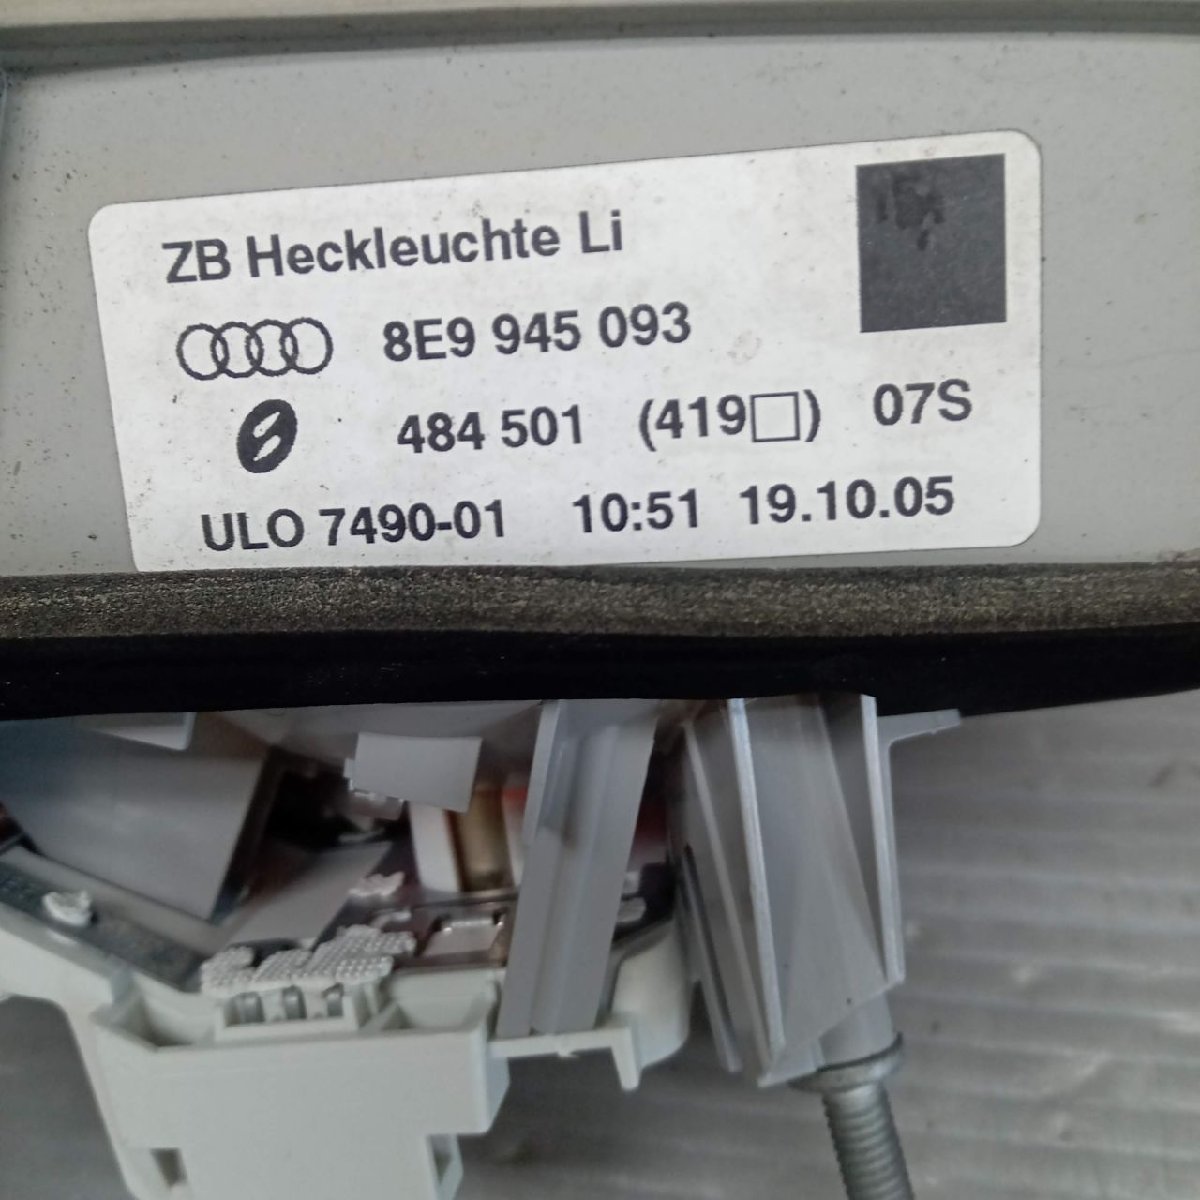 ZB Heckleuchte Li
8E9 945 093
484 501 (419□) 07S
ULO 7490-01 10:51 19.10.05